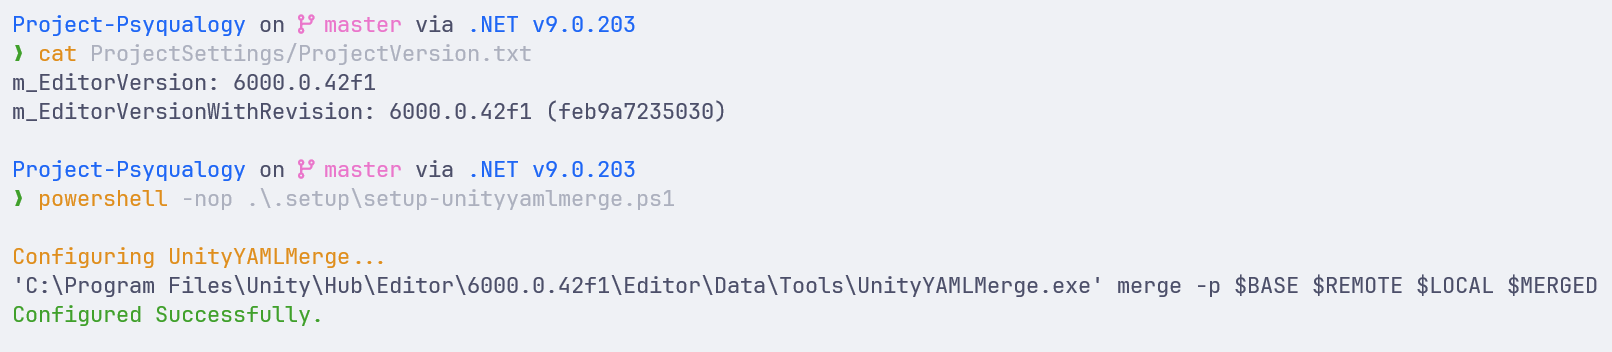 Project-Psyqualogy on master via .NET v9.0.203
❱ cat ProjectSettings/ProjectVersion.txt
m_EditorVersion: 6000.0.42f1
m_EditorVersionWithRevision: 6000.0.42f1 (feb9a7235030)
Project-Psyqualogy on master via .NET v9.0.203
❱ powershell -nop .\.setup\setup-unityyamlmerge.ps1
Configuring UnityYAMLMerge...
'C:\Program Files\Unity\Hub\Editor\6000.0.42f1\Editor\Data\Tools\UnityYAMLMerge.exe' merge -p $BASE $REMOTE $LOCAL $MERGED
Configured Successfully.